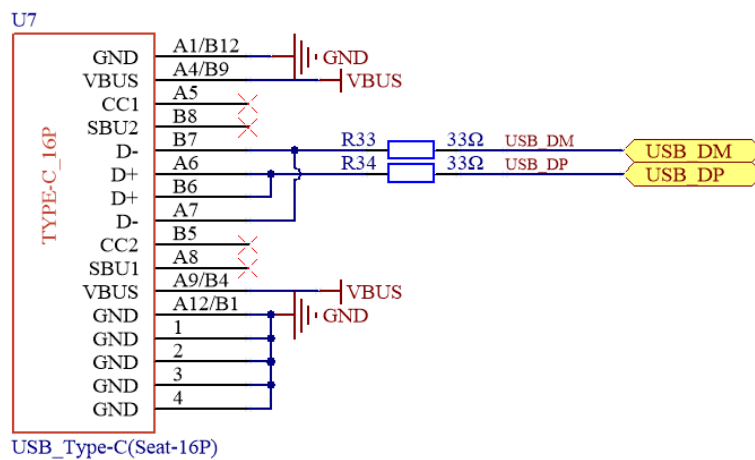 U7
TYPE-C_16P
GND A1/B12 GND
VBUS A4/B9 VBUS
CC1 A5
SBU2 B8
D- B7 R33 33Ω USB_DM USB_DM
D+ A6 R34 33Ω USB_DP USB_DP
D+ B6
D- A7
CC2 B5
SBU1 A8
VBUS A9/B4 VBUS
GND A12/B1 GND
GND 1
GND 2
GND 3
GND 4
USB_Type-C(Seat-16P)